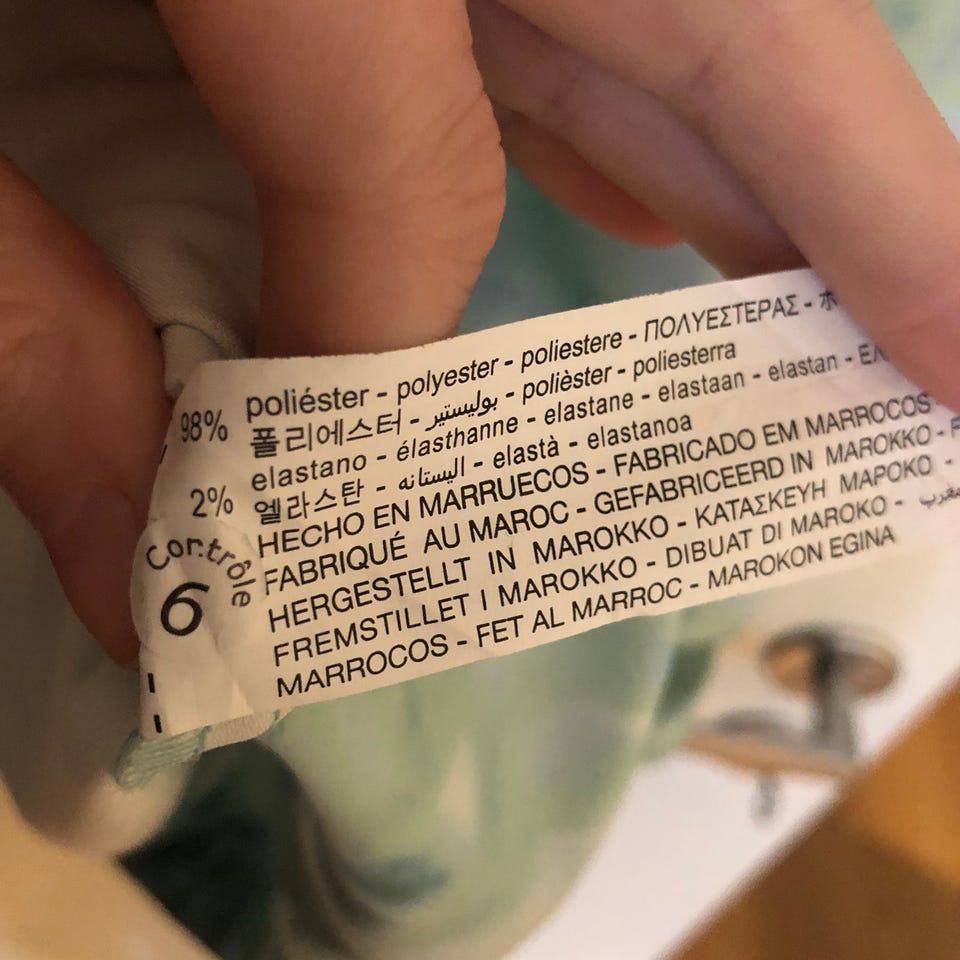 98% poliéster - polyester - poliestere - ΠΟΛΥΕΣΤΕΡΑΣ -
폴리에스터 - بوليستير - polièster - poliesterra
elastano - élasthanne - elastane - elastaan - elastan -
2% 엘라스탄 - اليستانه - elastà - elastanoa
HECHO EN MARRUECOS - FABRICADO EM MARROCOS
FABRIQUÉ AU MAROC - GEFABRICEERD IN MAROKKO -
HERGESTELLT IN MAROKKO - ΚΑΤΑΣΚΕΥΗ ΜΑΡΟΚΟ -
FREMSTILLET I MAROKKO - DIBUAT DI MAROKO -
MARROCOS - FET AL MARROC - MAROKON EGINA
Contrôle
6